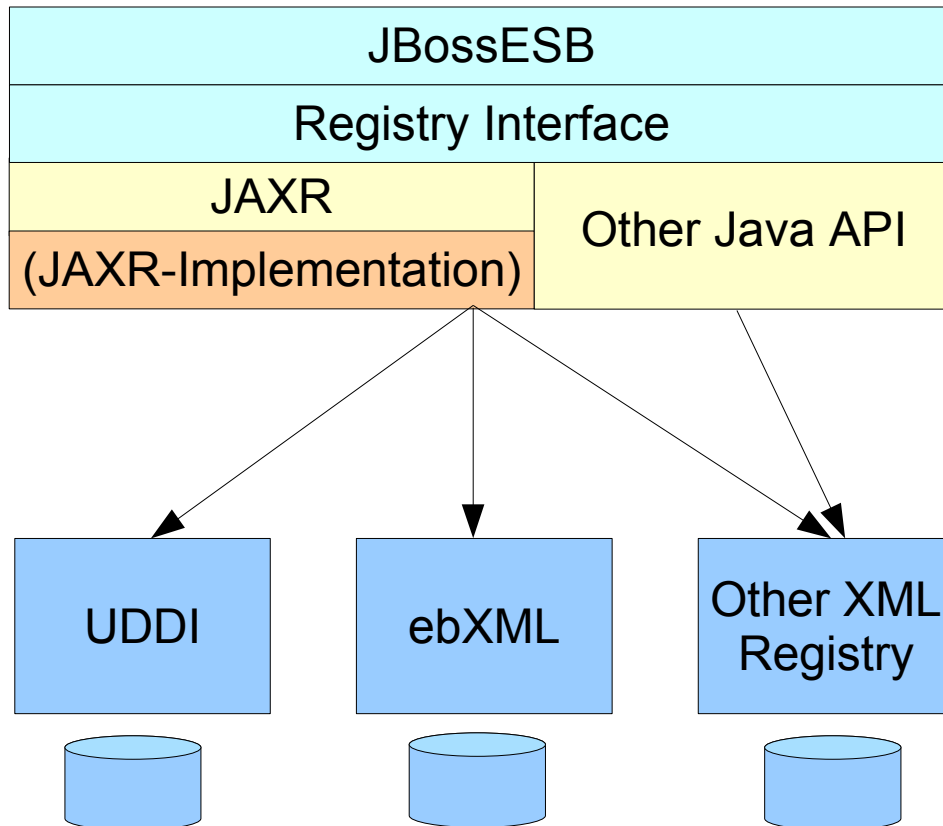 JBossESB
Registry Interface
JAXR
(JAXR-Implementation)
Other Java API
UDDI
ebXML
Other XML
Registry